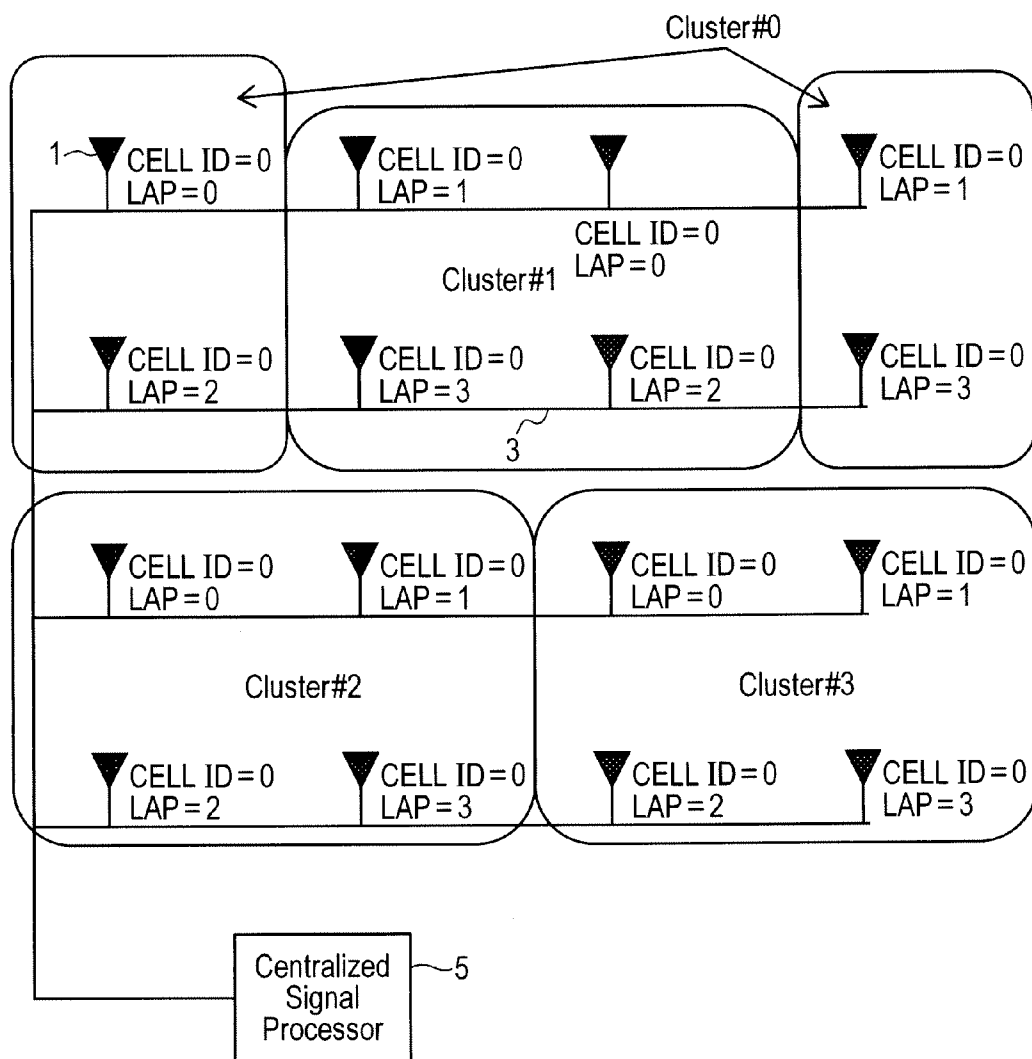 Cluster#0
1
CELL ID=0
LAP=0
CELL ID=0
LAP=1
CELL ID=0
LAP=0
CELL ID=0
LAP=1
Cluster#1
CELL ID=0
LAP=2
CELL ID=0
LAP=3
CELL ID=0
LAP=2
CELL ID=0
LAP=3
3
CELL ID=0
LAP=0
CELL ID=0
LAP=1
CELL ID=0
LAP=0
CELL ID=0
LAP=1
Cluster#2
Cluster#3
CELL ID=0
LAP=2
CELL ID=0
LAP=3
CELL ID=0
LAP=2
CELL ID=0
LAP=3
Centralized
Signal
Processor
5